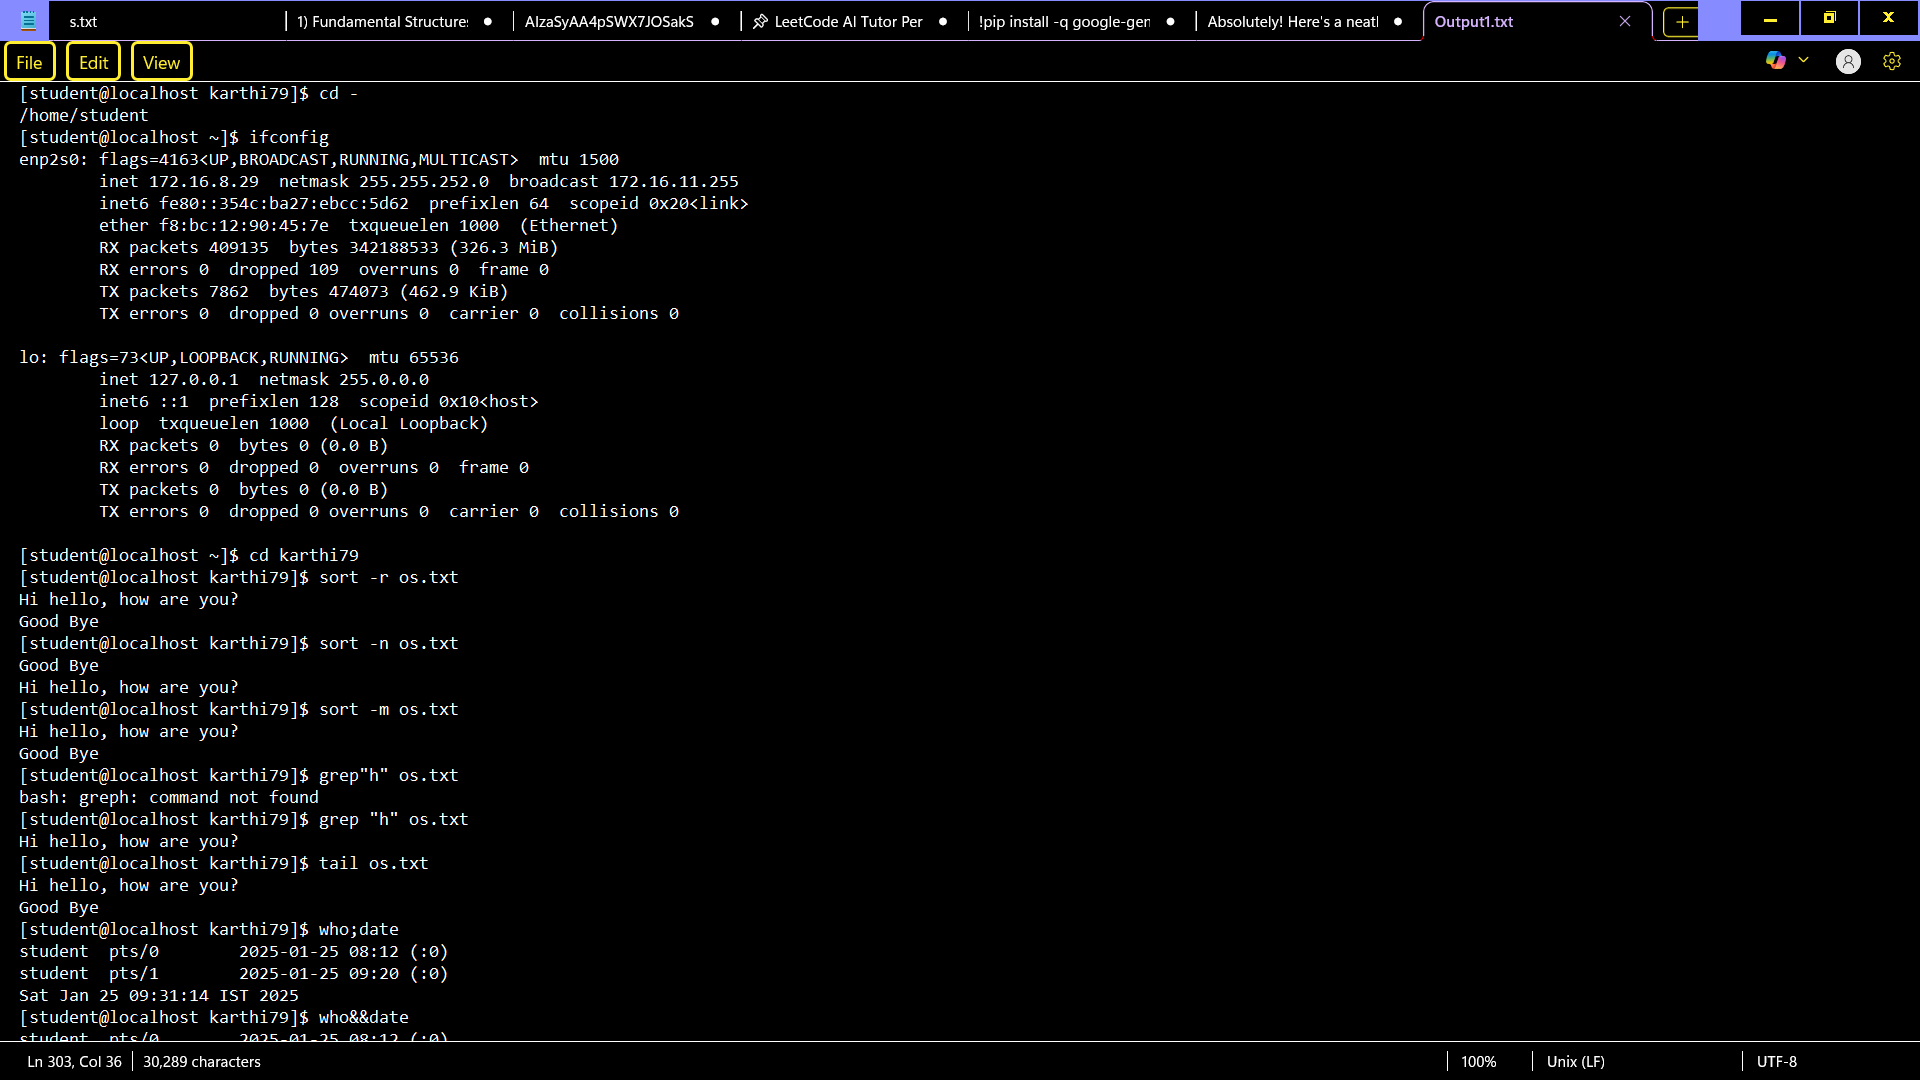 s.txt
1) Fundamental Structure
AIzaSyAA4pSWX7JOSakS
LeetCode AI Tutor Per
!pip install -q google-gen
Absolutely! Here's a neatl
Output1.txt
File Edit View
[student@localhost karthi79]$ cd -
/home/student
[student@localhost ~]$ ifconfig
enp2s0: flags=4163<UP,BROADCAST,RUNNING,MULTICAST>  mtu 1500
        inet 172.16.8.29  netmask 255.255.252.0  broadcast 172.16.11.255
        inet6 fe80::354c:ba27:ebcc:5d62  prefixlen 64  scopeid 0x20<link>
        ether f8:bc:12:90:45:7e  txqueuelen 1000  (Ethernet)
        RX packets 409135  bytes 342188533 (326.3 MiB)
        RX errors 0  dropped 109  overruns 0  frame 0
        TX packets 7862  bytes 474073 (462.9 KiB)
        TX errors 0  dropped 0 overruns 0  carrier 0  collisions 0

lo: flags=73<UP,LOOPBACK,RUNNING>  mtu 65536
        inet 127.0.0.1  netmask 255.0.0.0
        inet6 ::1  prefixlen 128  scopeid 0x10<host>
        loop  txqueuelen 1000  (Local Loopback)
        RX packets 0  bytes 0 (0.0 B)
        RX errors 0  dropped 0  overruns 0  frame 0
        TX packets 0  bytes 0 (0.0 B)
        TX errors 0  dropped 0 overruns 0  carrier 0  collisions 0

[student@localhost ~]$ cd karthi79
[student@localhost karthi79]$ sort -r os.txt
Hi hello, how are you?
Good Bye
[student@localhost karthi79]$ sort -n os.txt
Good Bye
Hi hello, how are you?
[student@localhost karthi79]$ sort -m os.txt
Hi hello, how are you?
Good Bye
[student@localhost karthi79]$ grep"h" os.txt
bash: greph: command not found
[student@localhost karthi79]$ grep "h" os.txt
Hi hello, how are you?
[student@localhost karthi79]$ tail os.txt
Hi hello, how are you?
Good Bye
[student@localhost karthi79]$ who;date
student  pts/0        2025-01-25 08:12 (:0)
student  pts/1        2025-01-25 09:20 (:0)
Sat Jan 25 09:31:14 IST 2025
[student@localhost karthi79]$ who&&date
student  pts/0        2025-01-25 08:12 (:0)
Ln 303, Col 36
30,289 characters
100%
Unix (LF)
UTF-8